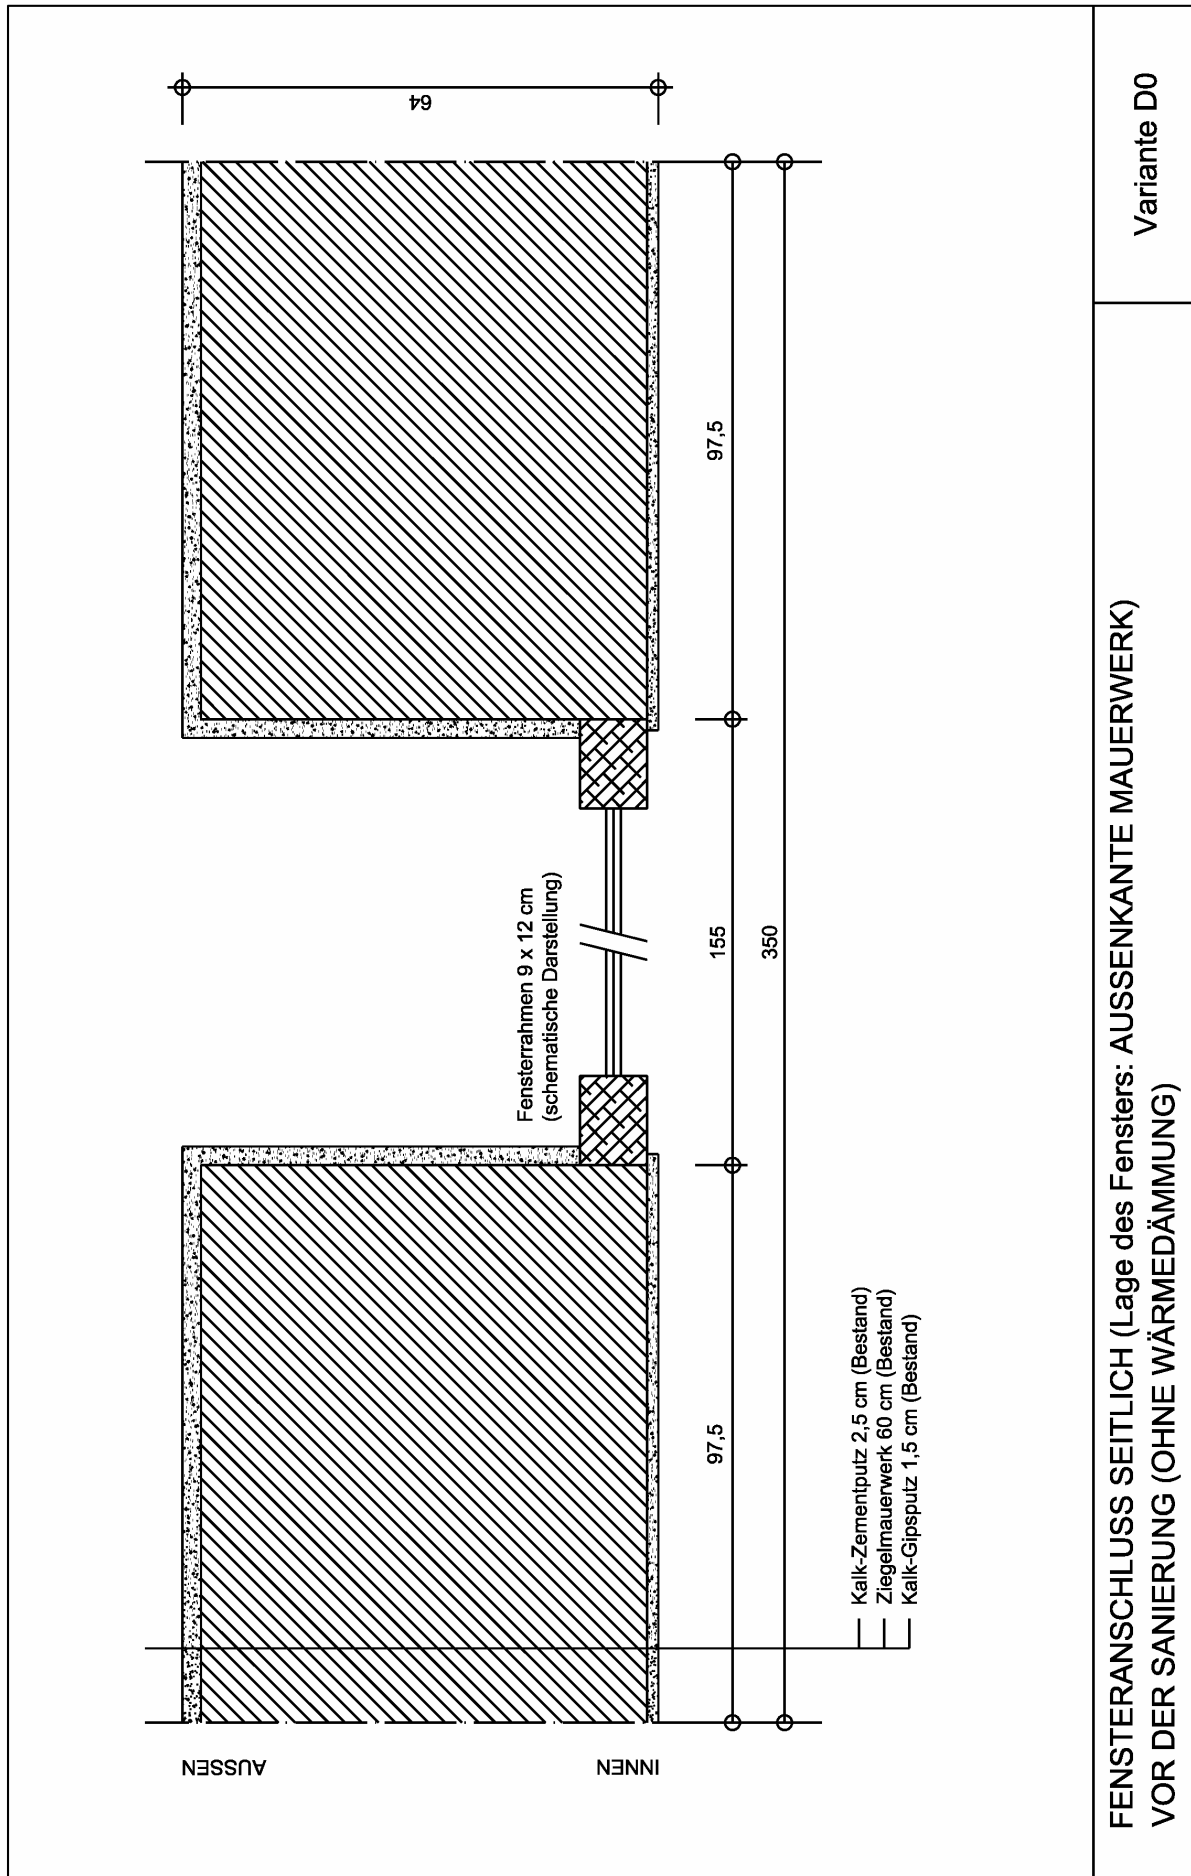 AUSSEN
INNEN
64
Fensterrahmen 9 x 12 cm
(schematische Darstellung)
97,5
155
97,5
350
Kalk-Zementputz 2,5 cm (Bestand)
Ziegelmauerwerk 60 cm (Bestand)
Kalk-Gipsputz 1,5 cm (Bestand)
FENSTERANSCHLUSS SEITLICH (Lage des Fensters: AUSSENKANTE MAUERWERK)
VOR DER SANIERUNG (OHNE WÄRMEDÄMMUNG)
Variante D0